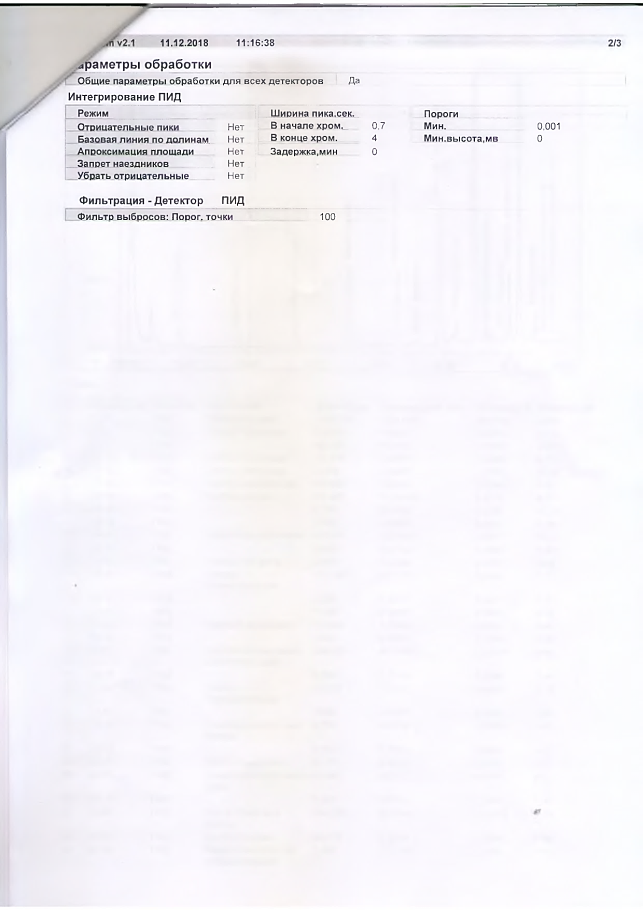 v2.1 11.12.2018 11:16:38 2/3
араметры обработки
Общие параметры обработки для всех детекторов Да
Интегрирование ПИД
Режим Ширина пика,сек. Пороги
Отрицательные пики Нет В начале хром. 0,7 Мин. 0,001
Базовая линия по долинам Нет В конце хром. 4 Мин.высота,мв 0
Апроксимация площади Нет Задержка,мин 0
Запрет наездников Нет
Убрать отрицательные Нет
Фильтрация - Детектор ПИД
Фильтр выбросов: Порог, точки 100